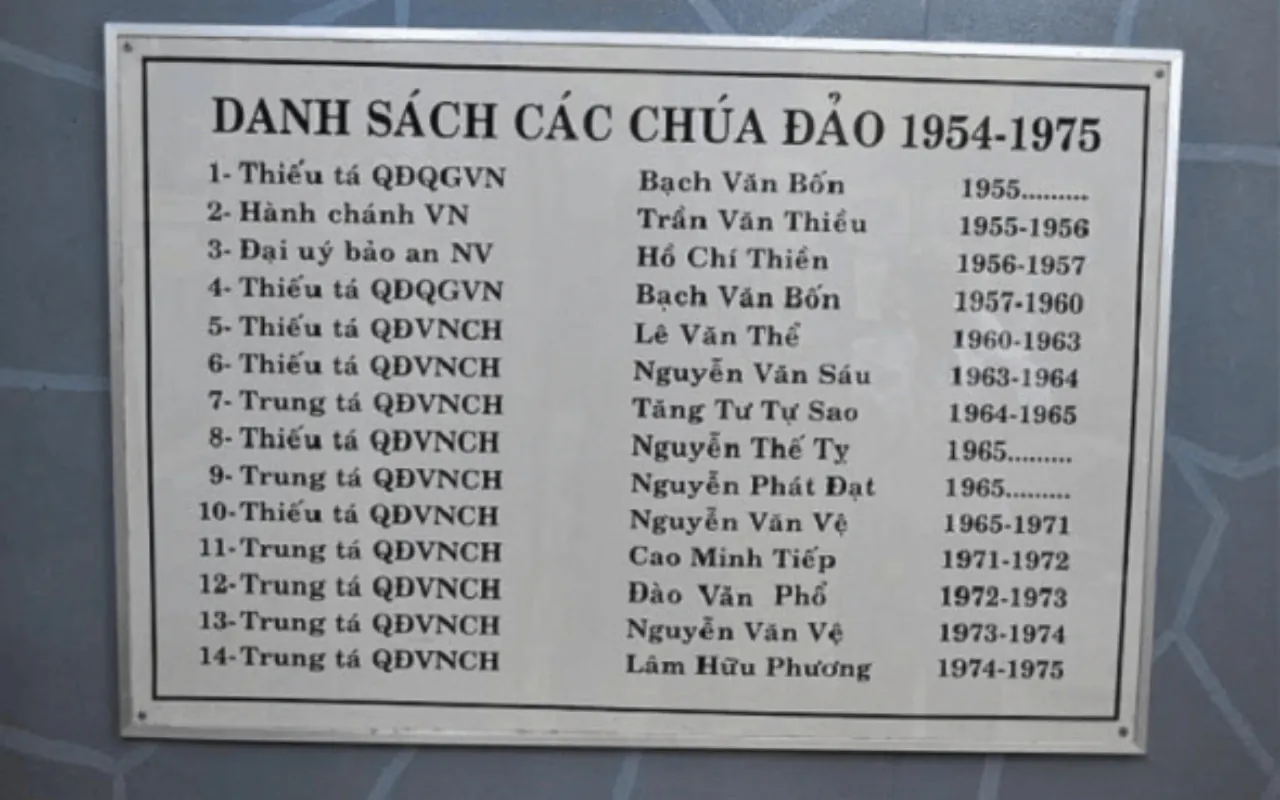 DANH SÁCH CÁC CHÚA ĐẢO 1954-1975
1- Thiếu tá QĐQGVN Bạch Văn Bốn 1955.........
2- Hành chánh VN Trần Văn Thiều 1955-1956
3- Đại uý bảo an NV Hồ Chí Thiền 1956-1957
4- Thiếu tá QĐQGVN Bạch Văn Bốn 1957-1960
5- Thiếu tá QĐVNCH Lê Văn Thể 1960-1963
6- Thiếu tá QĐVNCH Nguyễn Văn Sáu 1963-1964
7- Trung tá QĐVNCH Tăng Tư Tự Sao 1964-1965
8- Thiếu tá QĐVNCH Nguyễn Thế Tỵ 1965.........
9- Trung tá QĐVNCH Nguyễn Phát Đạt 1965.........
10- Thiếu tá QĐVNCH Nguyễn Văn Vệ 1965-1971
11- Trung tá QĐVNCH Cao Minh Tiếp 1971-1972
12- Trung tá QĐVNCH Đào Văn Phổ 1972-1973
13- Trung tá QĐVNCH Nguyễn Văn Vệ 1973-1974
14- Trung tá QĐVNCH Lâm Hữu Phương 1974-1975